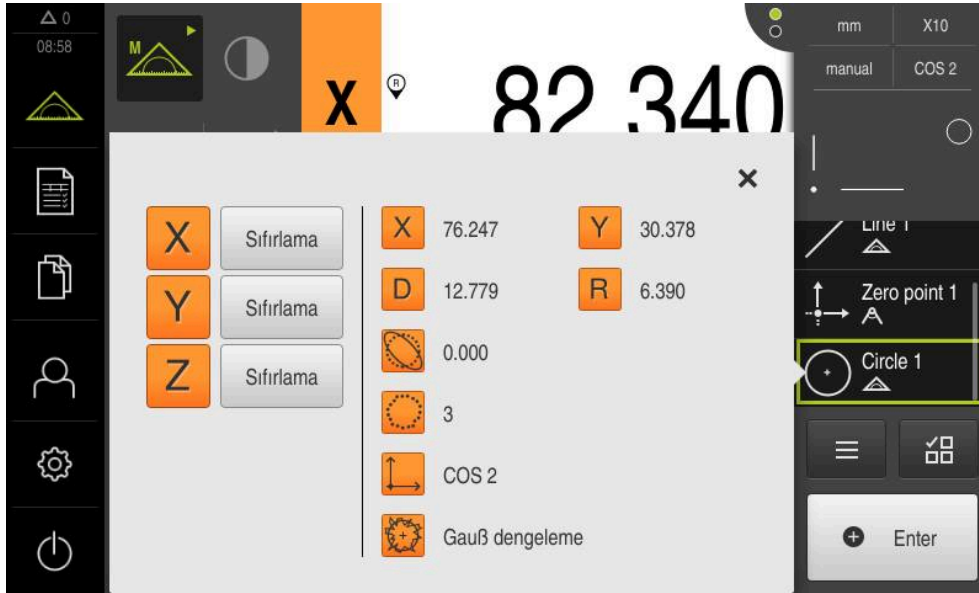 0
08:58
M
X
R
82.340
mm
X10
manual
COS 2
X Sıfırlama
Y Sıfırlama
Z Sıfırlama
X 76.247 Y 30.378
D 12.779 R 6.390
0.000
3
COS 2
Gauß dengeleme
Line 1
Zero point 1
Circle 1
Enter